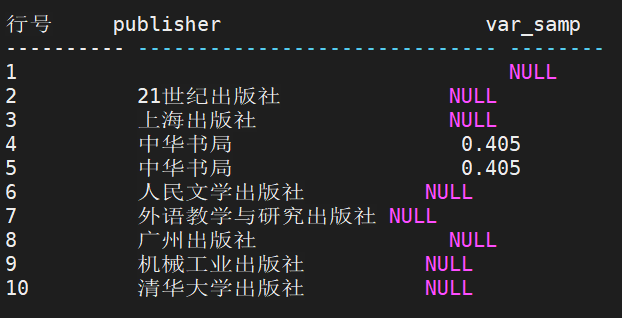 行号 publisher var_samp
---------- ------------------------------ --------
1 NULL
2 21世纪出版社 NULL
3 上海出版社 NULL
4 中华书局 0.405
5 中华书局 0.405
6 人民文学出版社 NULL
7 外语教学与研究出版社 NULL
8 广州出版社 NULL
9 机械工业出版社 NULL
10 清华大学出版社 NULL